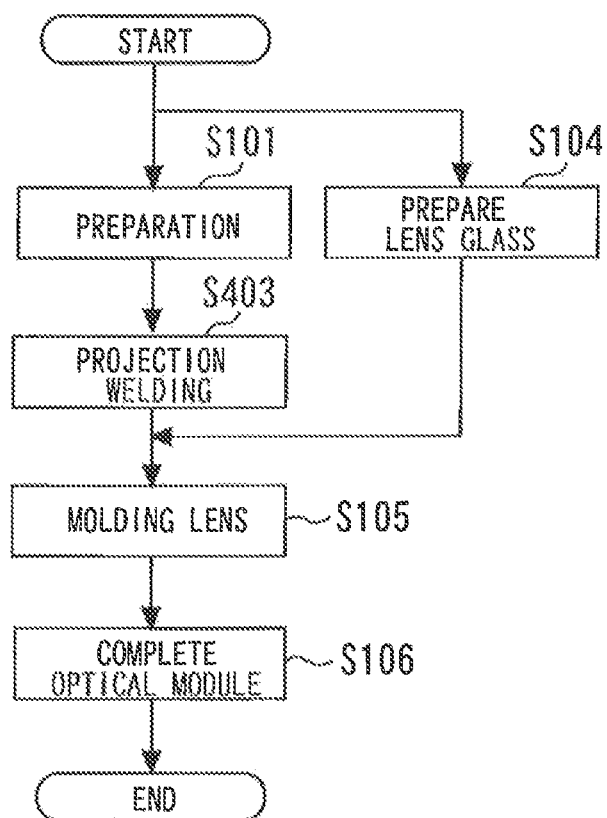 START
S101
PREPARATION
S104
PREPARE
LENS GLASS
S403
PROJECTION
WELDING
MOLDING LENS
S105
COMPLETE
OPTICAL MODULE
S106
END